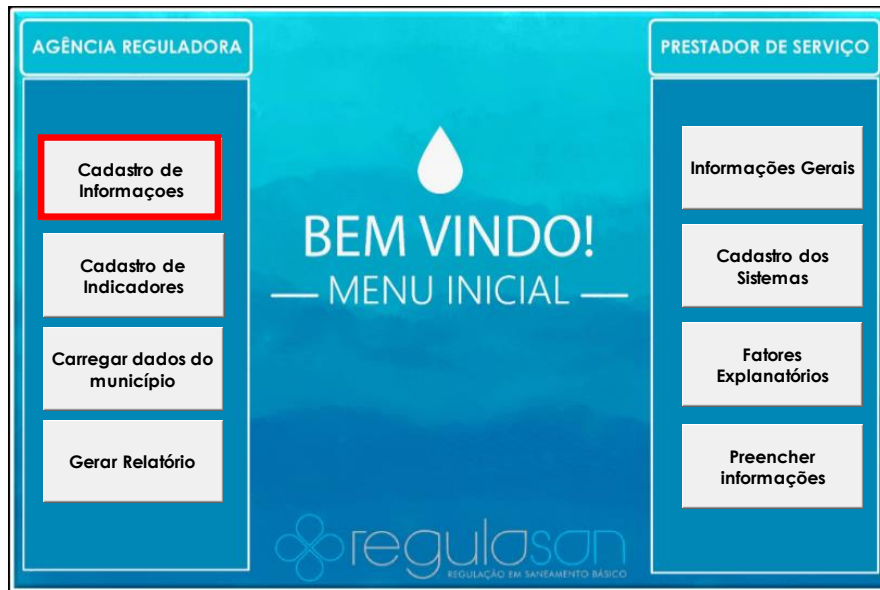 AGÊNCIA REGULADORA
Cadastro de
Informaçoes
Cadastro de
Indicadores
Carregar dados do
município
Gerar Relatório
BEM VINDO!
— MENU INICIAL —
regulasan
REGULAÇÃO EM SANEAMENTO BÁSICO
PRESTADOR DE SERVIÇO
Informações Gerais
Cadastro dos
Sistemas
Fatores
Explanatórios
Preencher
informações